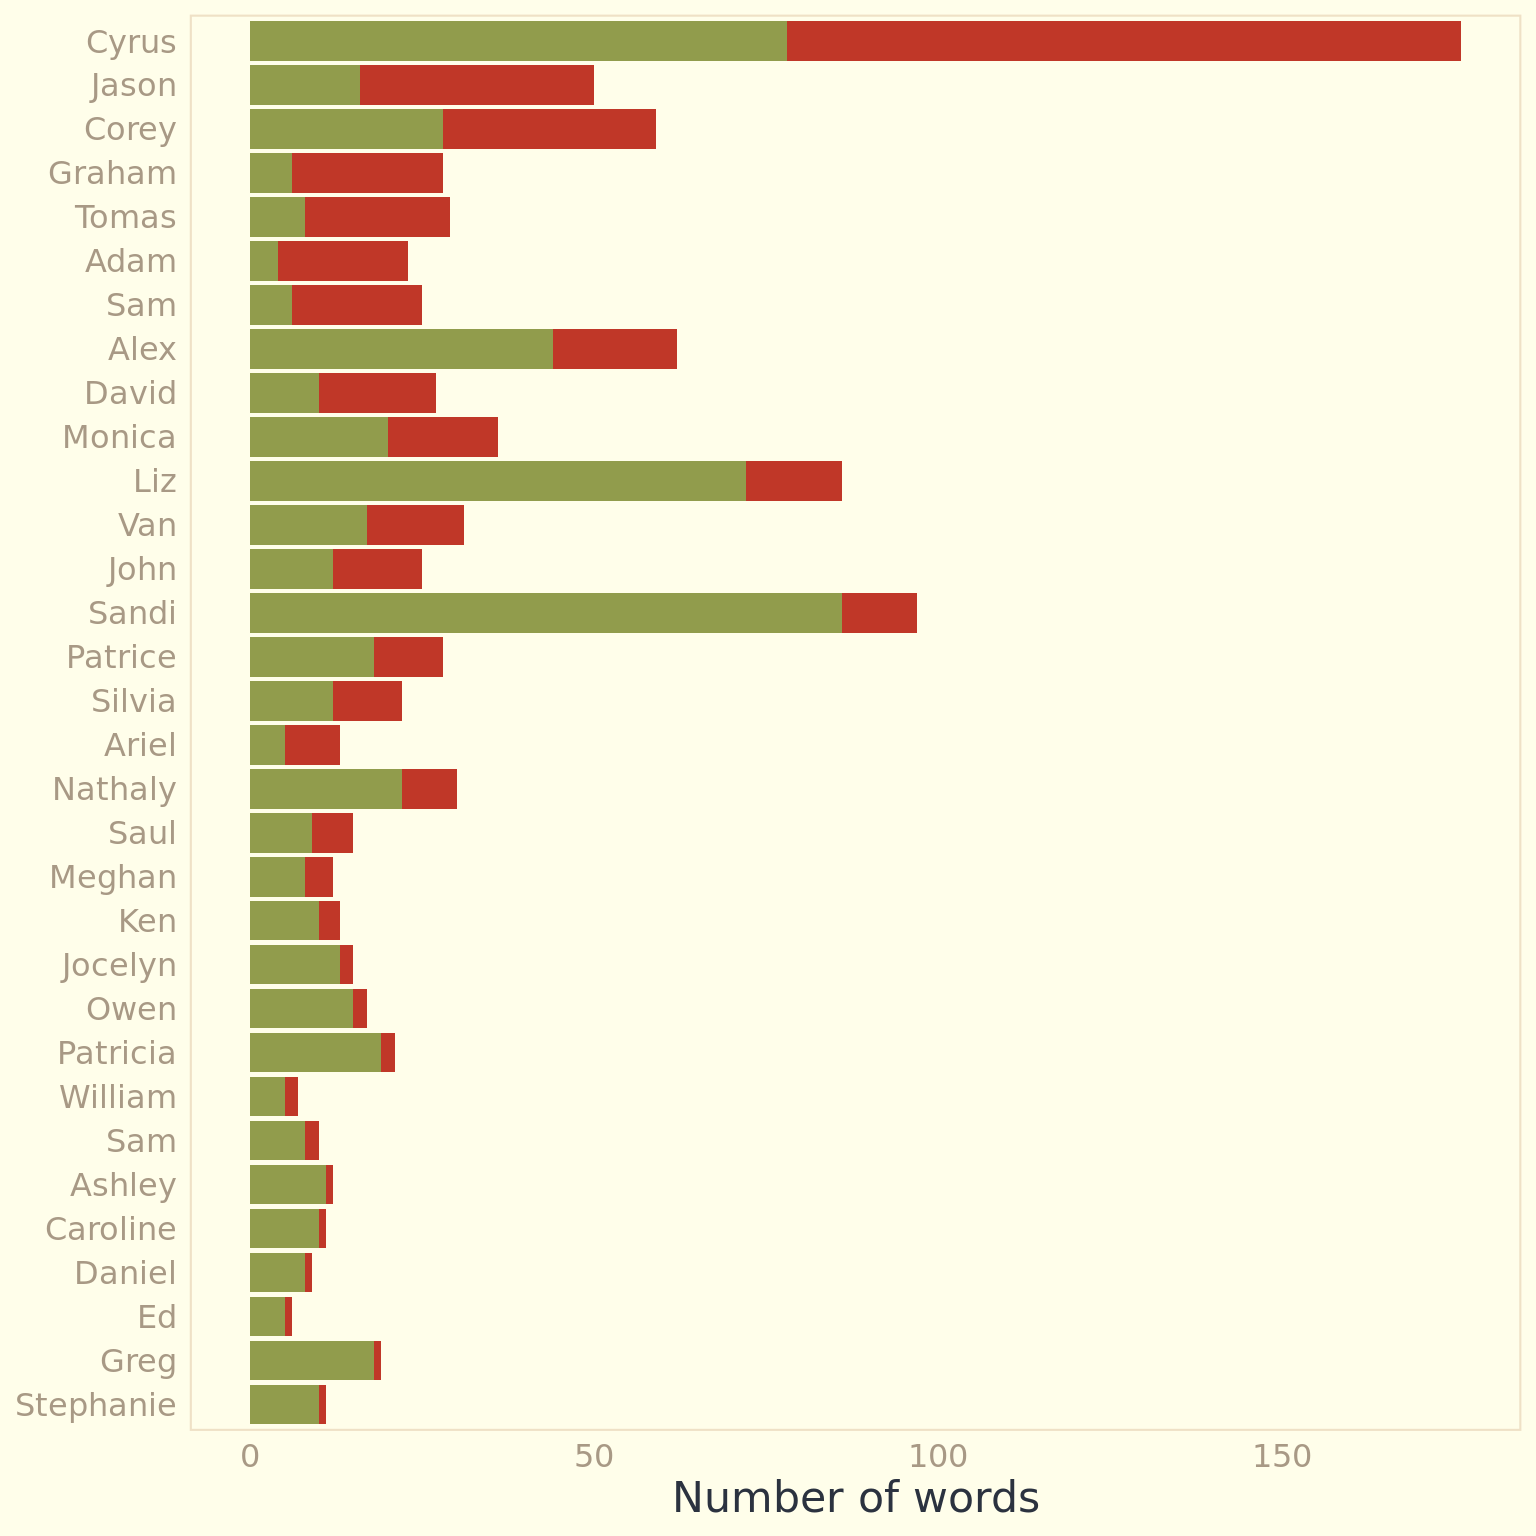 Cyrus
Jason
Corey
Graham
Tomas
Adam
Sam
Alex
David
Monica
Liz
Van
John
Sandi
Patrice
Silvia
Ariel
Nathaly
Saul
Meghan
Ken
Jocelyn
Owen
Patricia
William
Sam
Ashley
Caroline
Daniel
Ed
Greg
Stephanie
0 50 100 150
Number of words